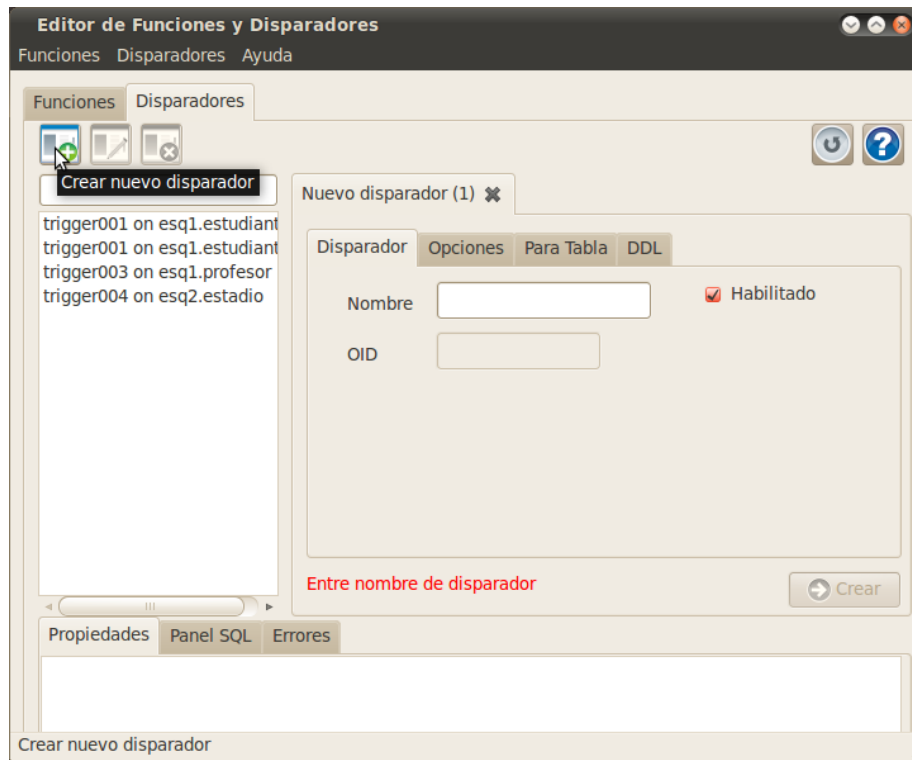 Editor de Funciones y Disparadores
Funciones Disparadores Ayuda
Funciones Disparadores
Crear nuevo disparador
trigger001 on esq1.estudiant
trigger001 on esq1.estudiant
trigger003 on esq1.profesor
trigger004 on esq2.estadio
Nuevo disparador (1)
Disparador Opciones Para Tabla DDL
Nombre
Habilitado
OID
Entre nombre de disparador
Crear
Propiedades Panel SQL Errores
Crear nuevo disparador